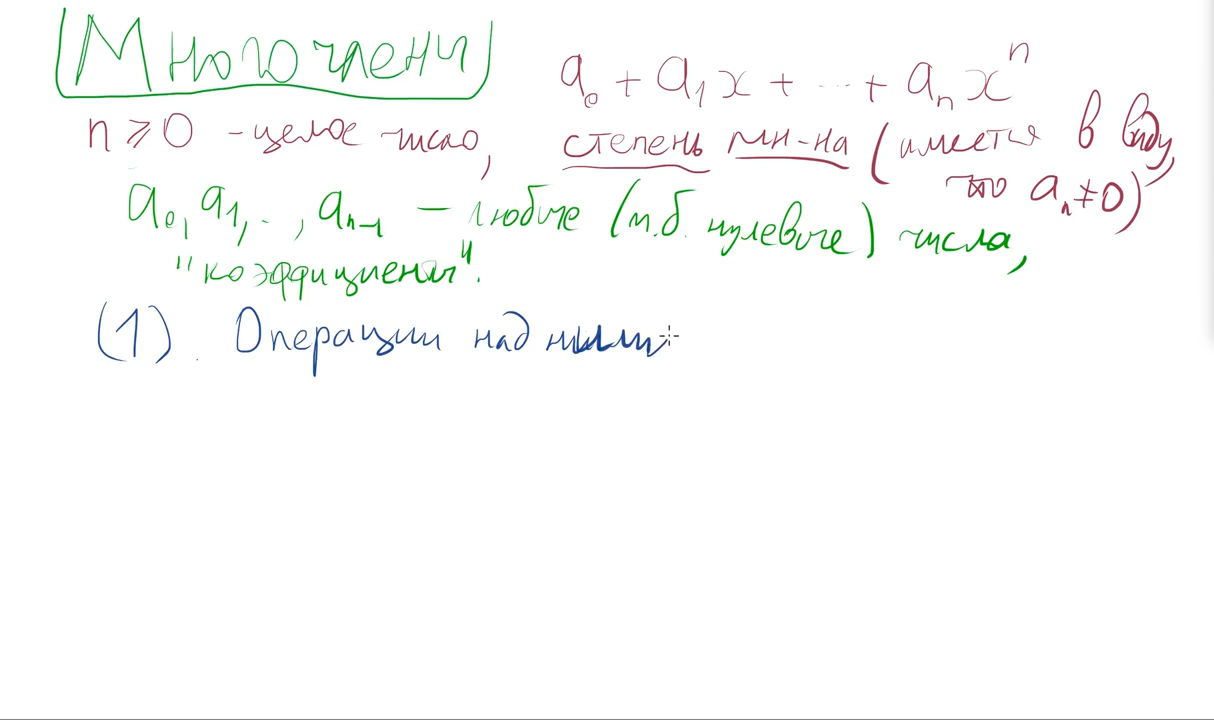 Многочлены
a₀ + a₁x + ... + aₙxⁿ
n ⩾ 0 - целое число, степень мн-на (имеется в виду,
что aₙ ≠ 0)
a₀, a₁, .. , aₙ₋₁ — любые (м.б. нулевые) числа,
"коэффициенты".
(1). Операции над ними